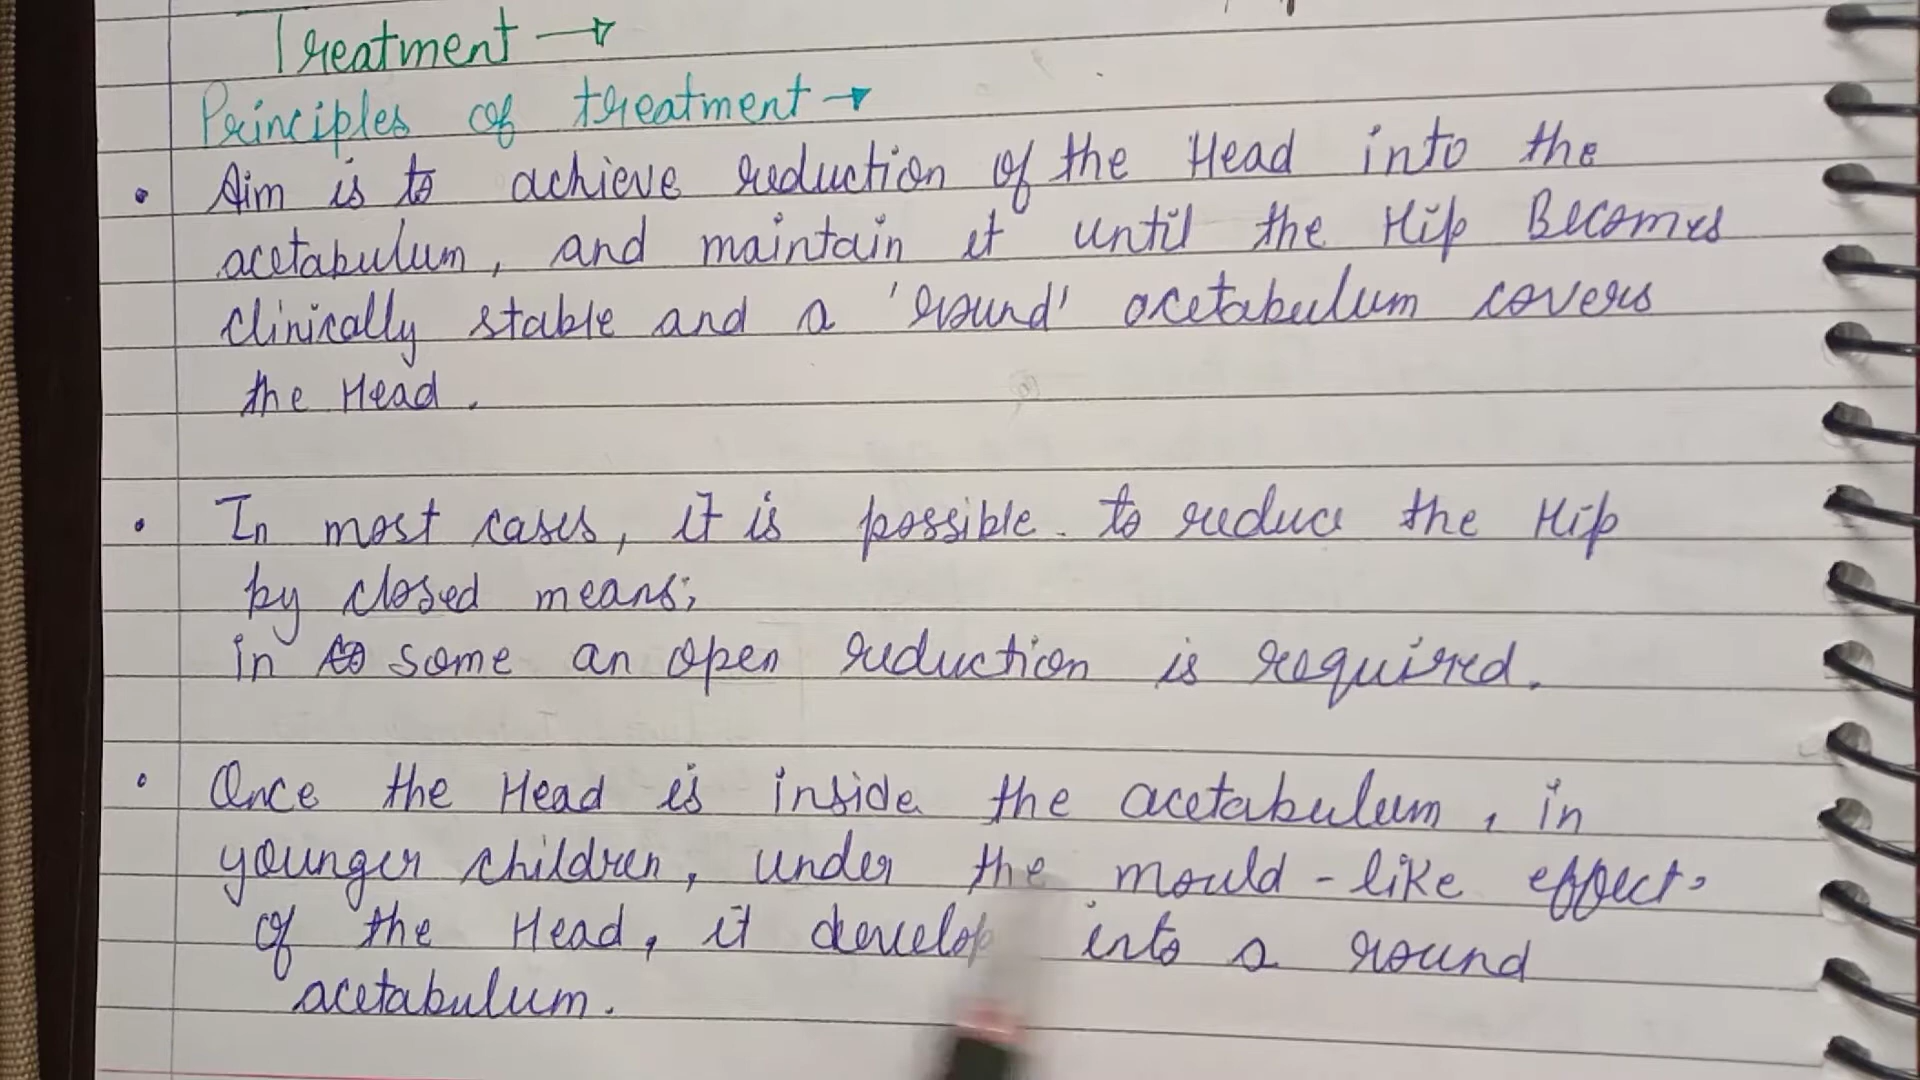 Treatment →
Principles of treatment →
• Aim is to achieve reduction of the Head into the
acetabulum, and maintain it until the Hip Becomes
clinically stable and a 'round' acetabulum covers
the Head.
• In most cases, it is possible to reduce the Hip
by closed means;
in some an open reduction is required.
• Once the Head is inside the acetabulum, in
younger children, under the mould-like effect
of the Head, it develop into a round
acetabulum.